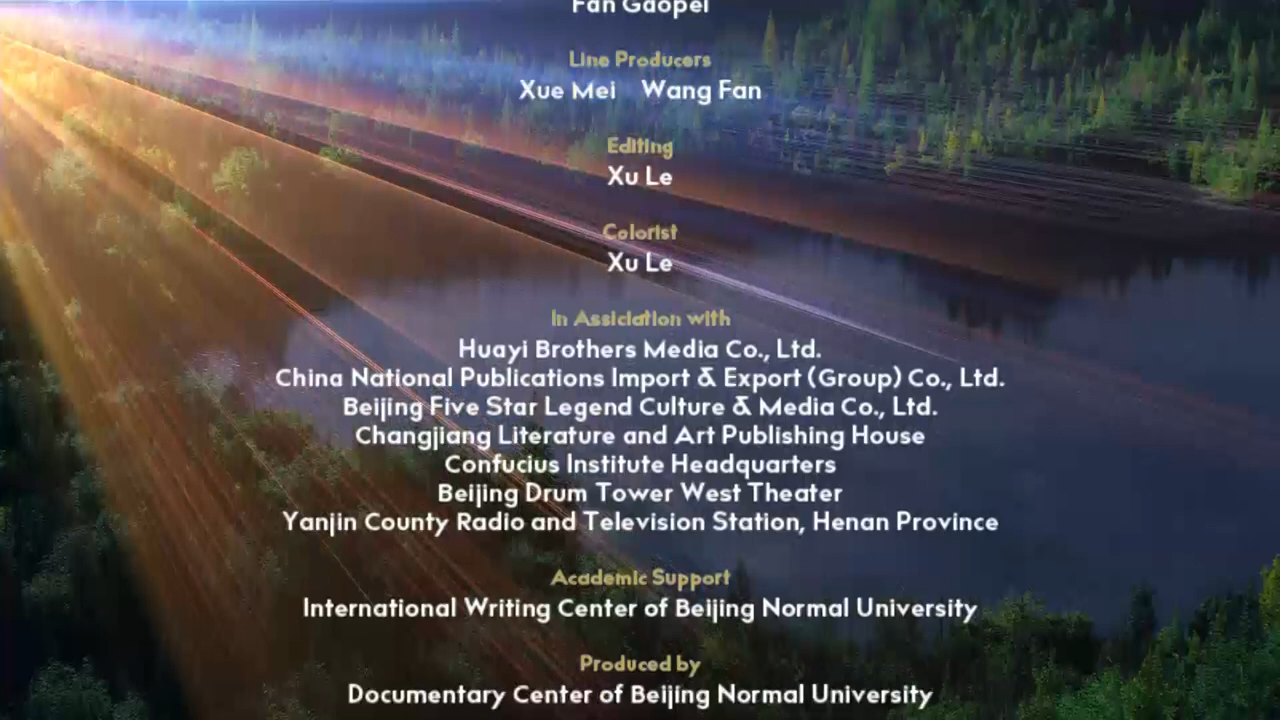 Fan Gaopei
Line Producers
Xue Mei Wang Fan
Editing
Xu Le
Colorist
Xu Le
In Assiciation with
Huayi Brothers Media Co., Ltd.
China National Publications Import & Export (Group) Co., Ltd.
Beijing Five Star Legend Culture & Media Co., Ltd.
Changjiang Literature and Art Publishing House
Confucius Institute Headquarters
Beijing Drum Tower West Theater
Yanjin County Radio and Television Station, Henan Province
Academic Support
International Writing Center of Beijing Normal University
Produced by
Documentary Center of Beijing Normal University